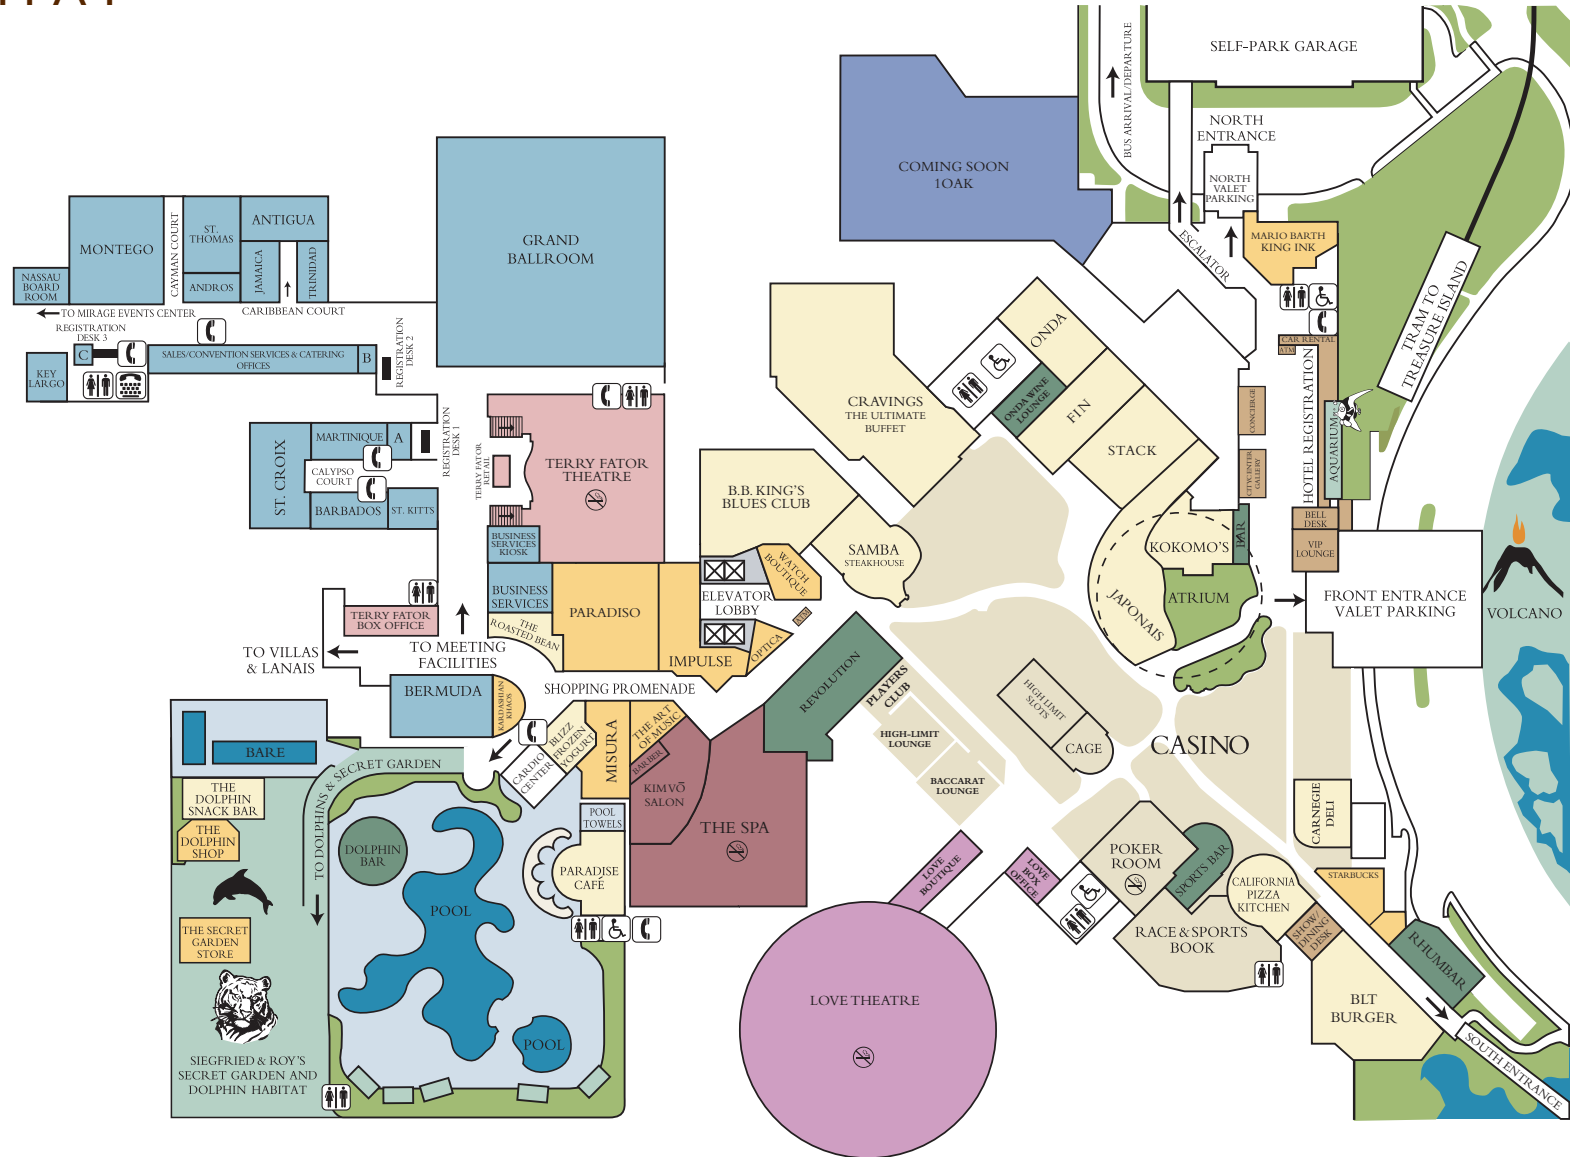 SELF-PARK GARAGE
BUS ARRIVAL/DEPARTURE
NORTH
ENTRANCE
NORTH
VALET
PARKING
COMING SOON
1OAK
ESCALATOR
MARIO BARTH
KING INK
TRAM TO
TREASURE ISLAND
GRAND
BALLROOM
MONTEGO
CAYMAN COURT
ST.
THOMAS
ANTIGUA
ANDROS
JAMAICA
TRINIDAD
NASSAU
BOARD
ROOM
TO MIRAGE EVENTS CENTER
CARIBBEAN COURT
REGISTRATION
DESK 3
C
SALES/CONVENTION SERVICES & CATERING
OFFICES
B
REGISTRATION
DESK 2
KEY
LARGO
CAR RENTAL
ATM
HOTEL REGISTRATION
CONCIERGE
CITYCENTER
GALLERY
AQUARIUM
BELL
DESK
VIP
LOUNGE
ONDA
ONDA WINE
LOUNGE
FIN
STACK
CRAVINGS
THE ULTIMATE
BUFFET
ST. CROIX
MARTINIQUE
A
CALYPSO
COURT
BARBADOS
ST. KITTS
REGISTRATION
DESK 1
TERRY FATOR
RETAIL
TERRY FATOR
THEATRE
BUSINESS
SERVICES
KIOSK
B.B. KING'S
BLUES CLUB
SAMBA
STEAKHOUSE
WATCH
BOUTIQUE
ELEVATOR
LOBBY
ATM
OPTICA
KOKOMO'S
BAR
JAPONAIS
ATRIUM
FRONT ENTRANCE
VALET PARKING
VOLCANO
BUSINESS
SERVICES
THE
ROASTED BEAN
PARADISO
IMPULSE
TERRY FATOR
BOX OFFICE
TO VILLAS
& LANAIS
TO MEETING
FACILITIES
SHOPPING PROMENADE
BERMUDA
KARDASHIAN
KHAOS
REVOLUTION
PLAYERS
CLUB
HIGH-LIMIT
LOUNGE
BACCARAT
LOUNGE
HIGH LIMIT
SLOTS
CAGE
CASINO
BARE
TO DOLPHINS & SECRET GARDEN
CARDIO
CENTER
BLIZZ
FROZEN
YOGURT
MISURA
THE ART
OF MUSIC
BARBER
KIM VŌ
SALON
THE SPA
POOL
TOWELS
PARADISE
CAFÉ
THE
DOLPHIN
SNACK BAR
THE
DOLPHIN
SHOP
DOLPHIN
BAR
POOL
THE SECRET
GARDEN
STORE
POOL
SIEGFRIED & ROY'S
SECRET GARDEN AND
DOLPHIN HABITAT
LOVE
BOUTIQUE
LOVE
BOX
OFFICE
LOVE THEATRE
POKER
ROOM
SPORTS BAR
RACE & SPORTS
BOOK
CALIFORNIA
PIZZA
KITCHEN
CARNEGIE
DELI
STARBUCKS
SHOW/
DINING
DESK
RHUMBAR
BLT
BURGER
SOUTH ENTRANCE